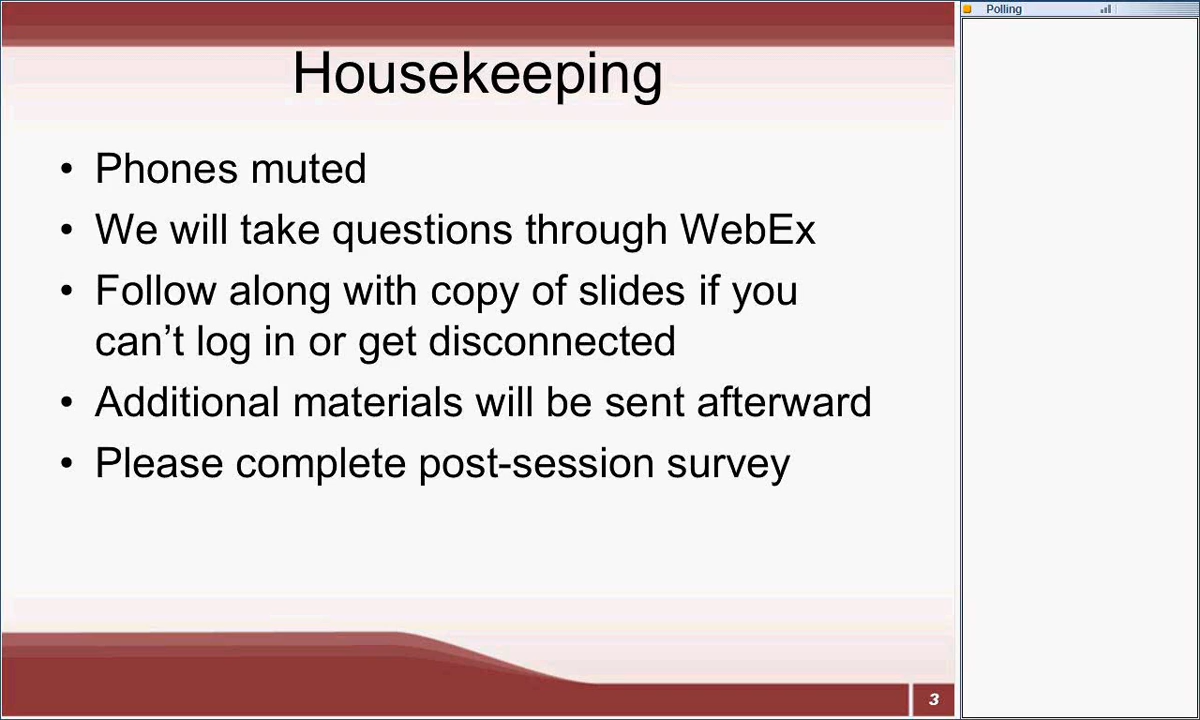 Polling
Housekeeping
• Phones muted
• We will take questions through WebEx
• Follow along with copy of slides if you
can’t log in or get disconnected
• Additional materials will be sent afterward
• Please complete post-session survey
3